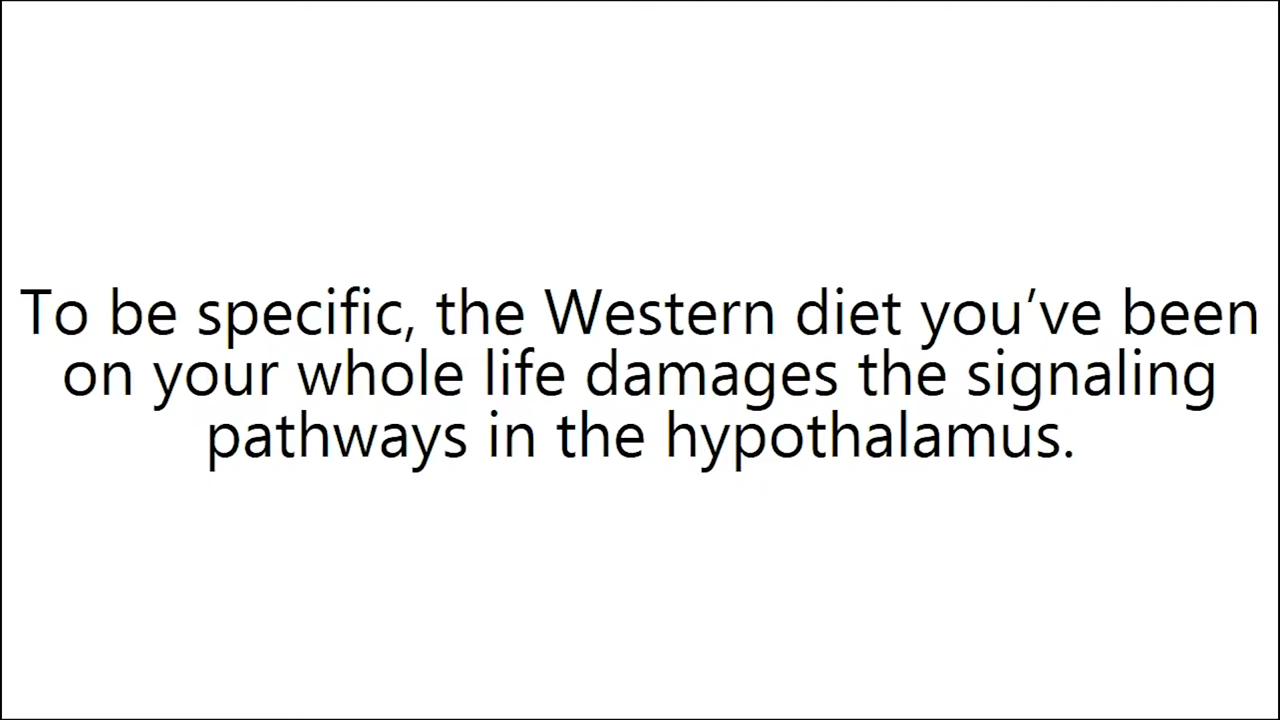 To be specific, the Western diet you’ve been
on your whole life damages the signaling
pathways in the hypothalamus.